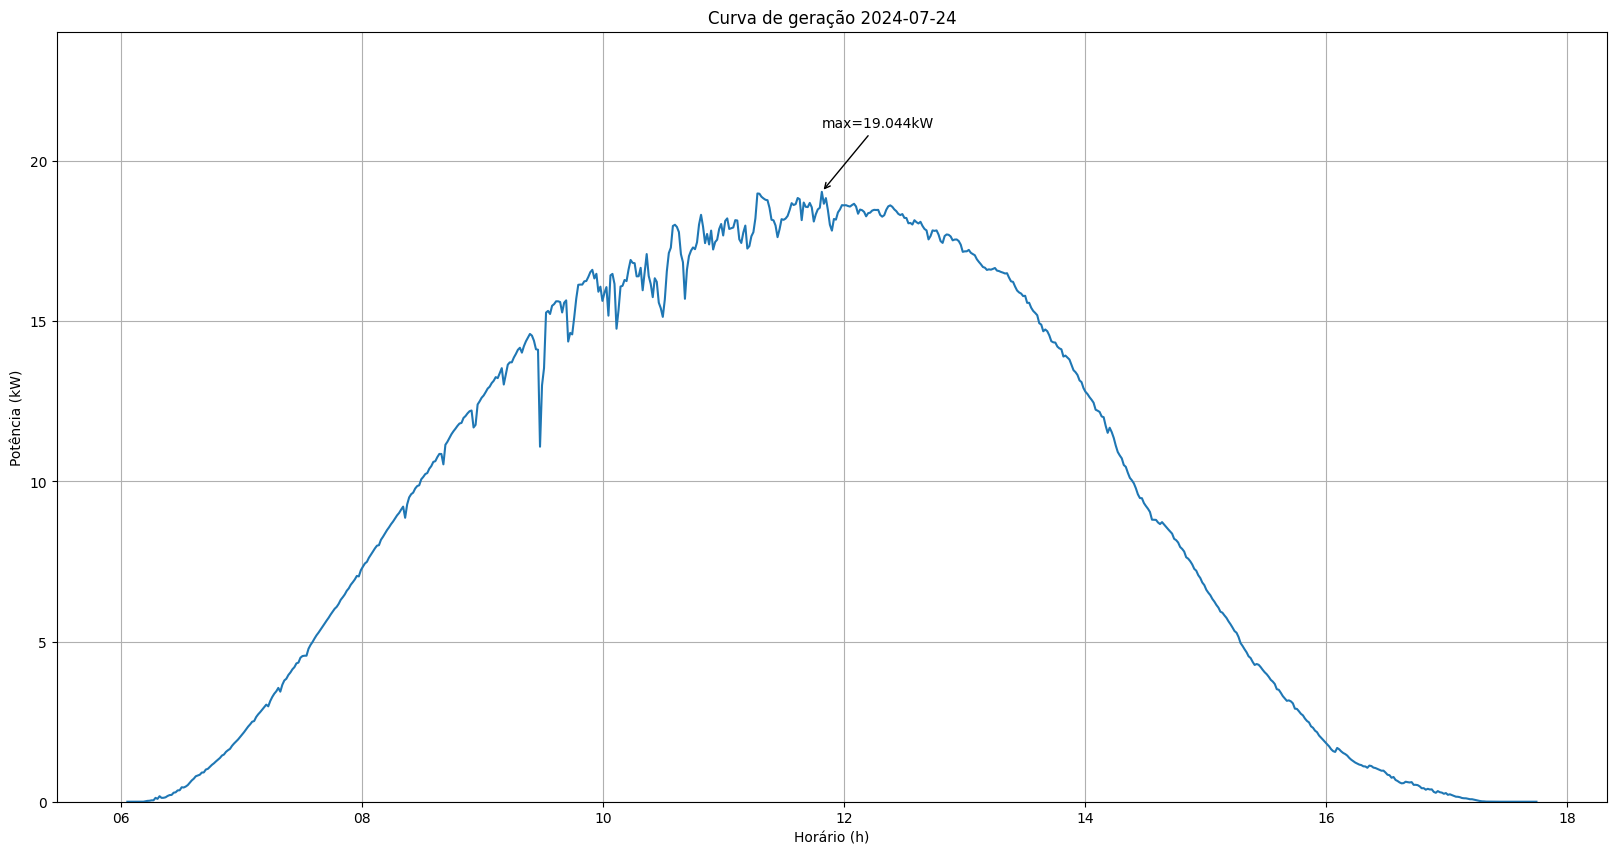 Curva de geração 2024-07-24
max=19.044kW
Potência (kW)
20
15
10
5
0
06 08 10 12 14 16 18
Horário (h)